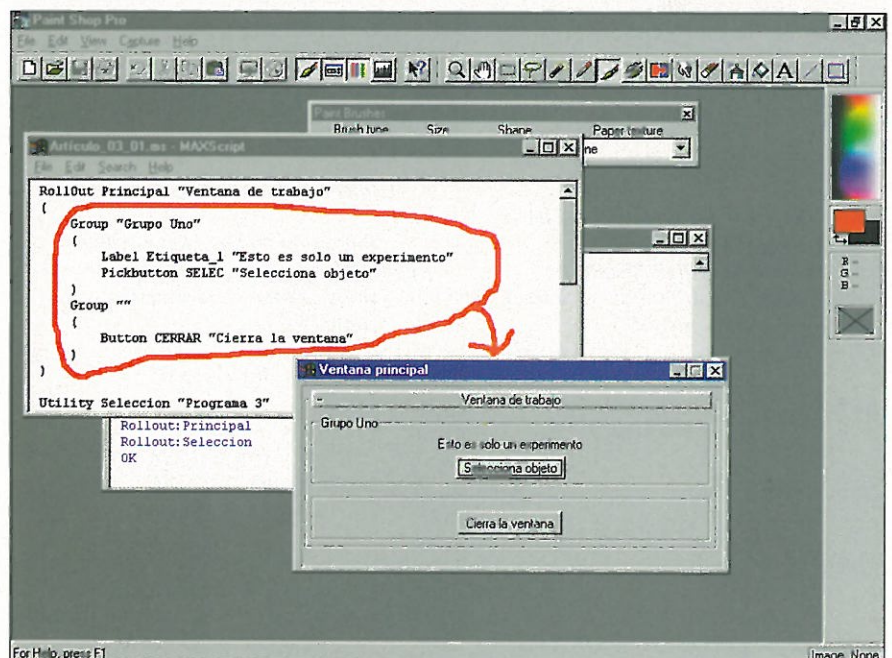 Paint Shop Pro
File Edit View Capture Help
Paint Brushes
Brush type Size Shape Paper texture
ne
Articulo_03_01.ms - MAXScript
File Edit Search Help
RollOut Principal "Ventana de trabajo"
(
Group "Grupo Uno"
(
Label Etiqueta_1 "Esto es solo un experimento"
Pickbutton SELEC "Selecciona objeto"
)
Group ""
(
Button CERRAR "Cierra la ventana"
)
)
Utility Seleccion "Programa 3"
Rollout:Principal
Rollout:Seleccion
OK
Ventana principal
- Ventana de trabajo
Grupo Uno
Esto es solo un experimento
Selecciona objeto
Cierra la ventana
R -
G -
B -
For Help, press F1
Image None